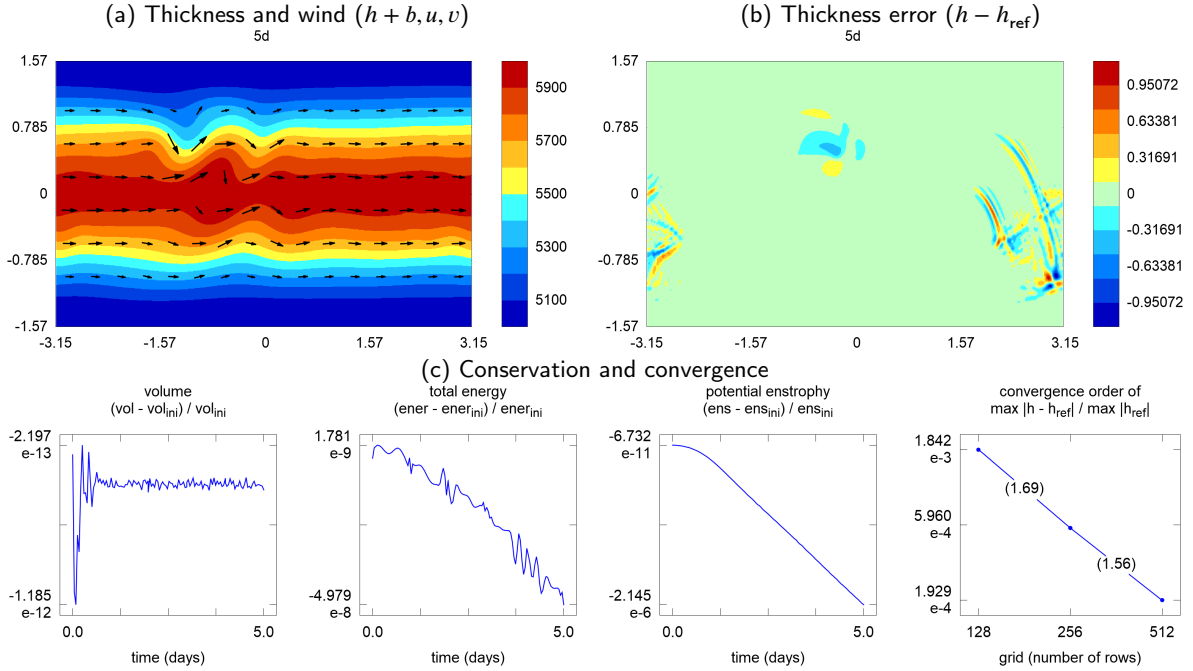 (a) Thickness and wind (h + b, u, v)
5d
1.57
0.785
0
-0.785
-1.57
-3.15
-1.57
0
1.57
3.15
5900
5700
5500
5300
5100
(b) Thickness error (h − h_ref)
5d
1.57
0.785
0
-0.785
-1.57
-3.15
-1.57
0
1.57
3.15
0.95072
0.63381
0.31691
0
-0.31691
-0.63381
-0.95072
(c) Conservation and convergence
volume
(vol - vol_ini) / vol_ini
-2.197
e-13
-1.185
e-12
0.0
5.0
time (days)
total energy
(ener - ener_ini) / ener_ini
1.781
e-9
-4.979
e-8
0.0
5.0
time (days)
potential enstrophy
(ens - ens_ini) / ens_ini
-6.732
e-11
-2.145
e-6
0.0
5.0
time (days)
convergence order of
max |h - h_ref| / max |h_ref|
1.842
e-3
5.960
e-4
1.929
e-4
(1.69)
(1.56)
128
256
512
grid (number of rows)